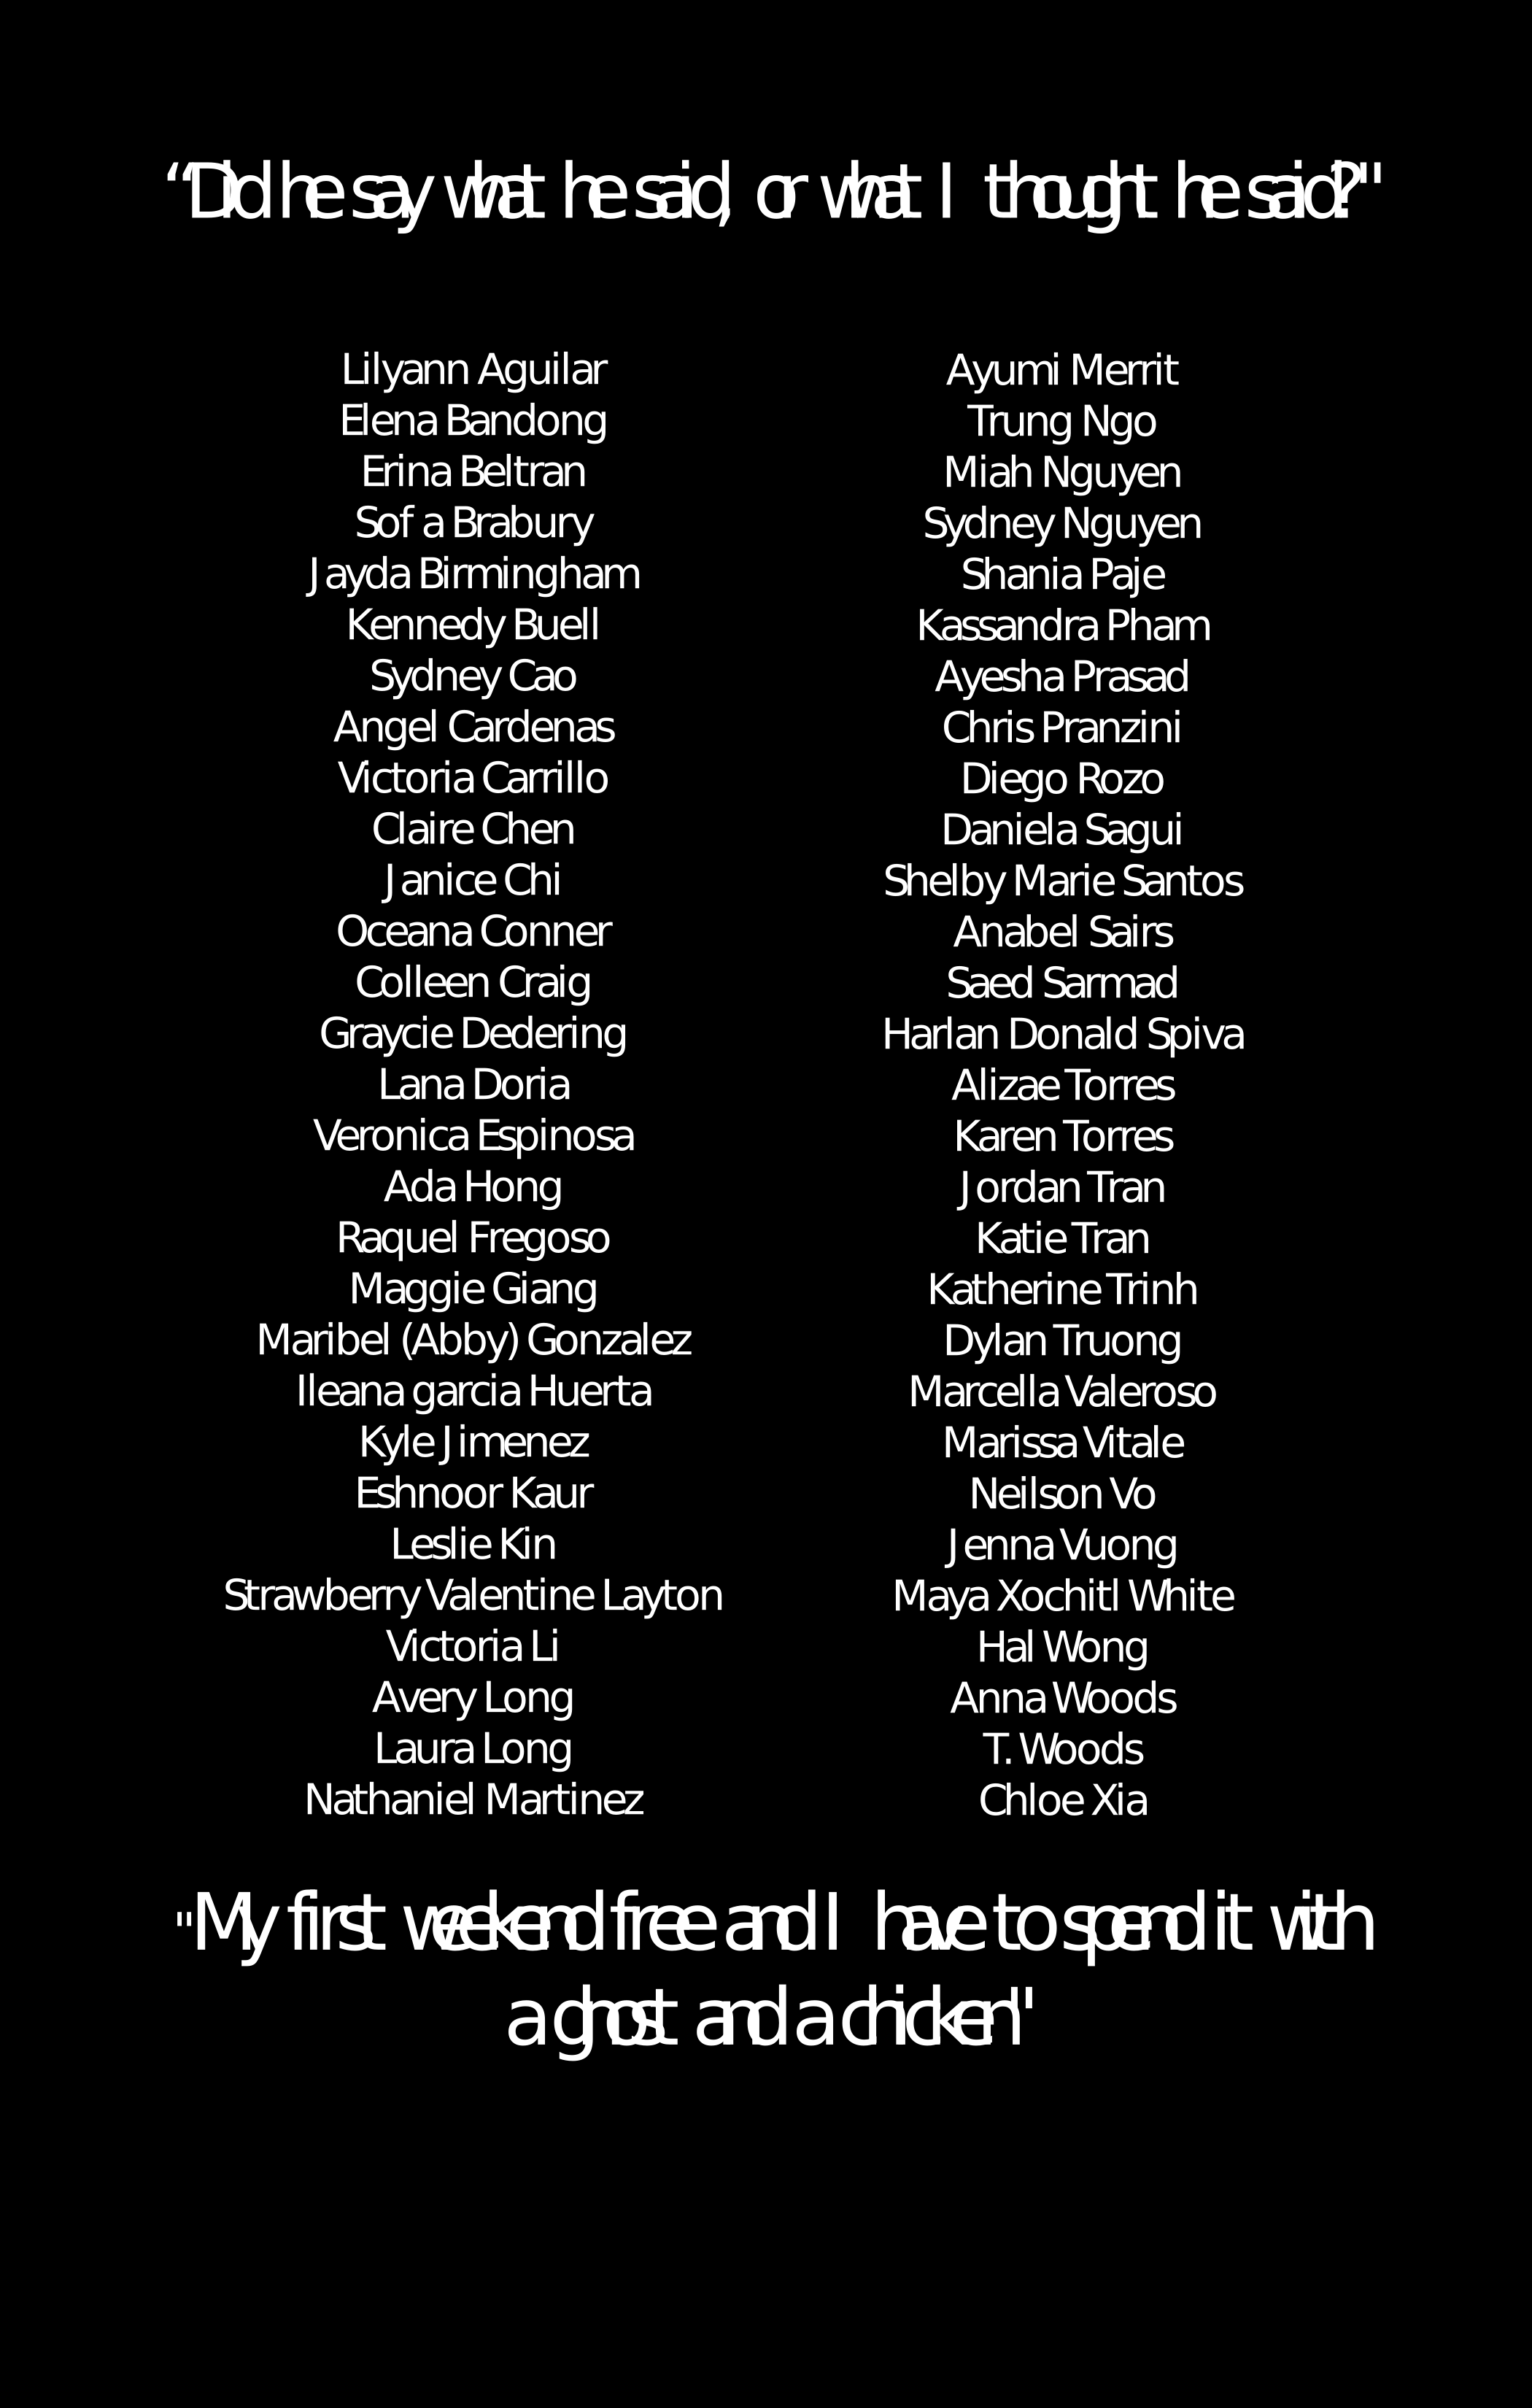 “Did he say what he said, or what I thought he said?"
Lilyann Aguilar
Elena Bandong
Erina Beltran
Sof a Brabury
Jayda Birmingham
Kennedy Buell
Sydney Cao
Angel Cardenas
Victoria Carrillo
Claire Chen
Janice Chi
Oceana Conner
Colleen Craig
Graycie Dedering
Lana Doria
Veronica Espinosa
Ada Hong
Raquel Fregoso
Maggie Giang
Maribel (Abby) Gonzalez
Ileana garcia Huerta
Kyle Jimenez
Eshnoor Kaur
Leslie Kin
Strawberry Valentine Layton
Victoria Li
Avery Long
Laura Long
Nathaniel Martinez
Ayumi Merrit
Trung Ngo
Miah Nguyen
Sydney Nguyen
Shania Paje
Kassandra Pham
Ayesha Prasad
Chris Pranzini
Diego Rozo
Daniela Sagui
Shelby Marie Santos
Anabel Sairs
Saed Sarmad
Harlan Donald Spiva
Alizae Torres
Karen Torres
Jordan Tran
Katie Tran
Katherine Trinh
Dylan Truong
Marcella Valeroso
Marissa Vitale
Neilson Vo
Jenna Vuong
Maya Xochitl White
Hal Wong
Anna Woods
T. Woods
Chloe Xia
"My first weekend free and I have to spend it with
a ghost and a chicken"